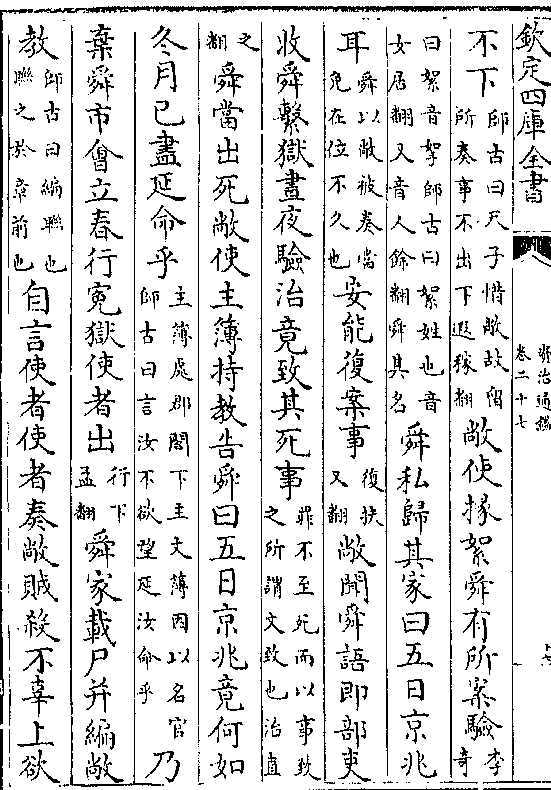 欽定四庫全書
資治通鑑
卷二十七
不下師古曰天子惜敞故留所奏事不出下遐稼翻敞使掾絮舜有所案驗李奇
曰絮音挐師古曰絮姓也音女居翻又音人餘翻舜其名舜私歸其家曰五日京兆
耳舜以敞被奏當免在位不久也安能復案事復扶又翻敞聞舜語即部吏
收舜繫獄晝夜驗治竟致其死事罪不至死而以事致之所謂文致也治直
之翻舜當出死敞使主簿持教告舜曰五日京兆竟何如
冬月已盡延命乎主簿處郡閣下主文簿因以名官師古曰言汝不欲望延汝命乎乃
棄舜市會立春行冤獄使者出行下孟翻舜家載尸并編敞
教師古曰編聯也聯之於章前也自言使者使者奏敞賊殺不辜上欲